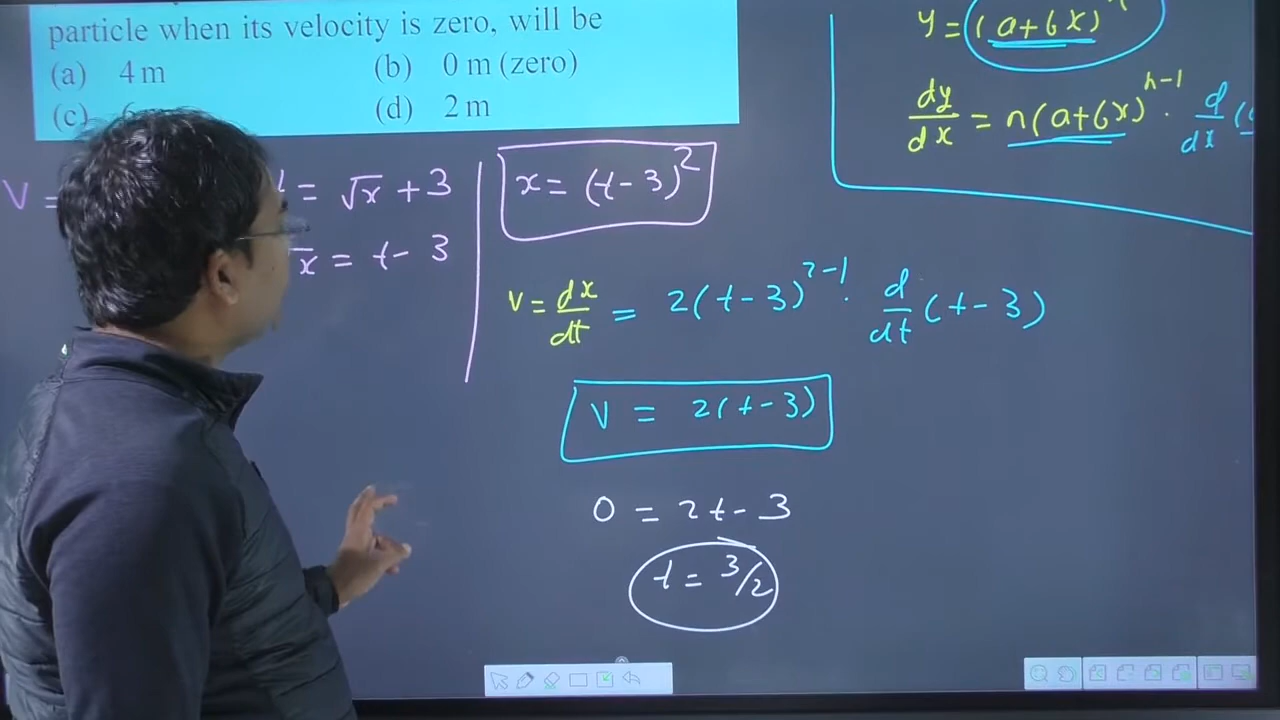 particle when its velocity is zero, will be
(a) 4 m (b) 0 m (zero)
(c) (d) 2 m
y = (a+bx)
dy/dx = n(a+bx)^n-1 · d/dx (
V =
= √x + 3
√x = t - 3
x = (t-3)^2
V = dx/dt = 2(t-3)^2-1 · d/dt (t-3)
V = 2(t-3)
0 = 2t - 3
t = 3/2